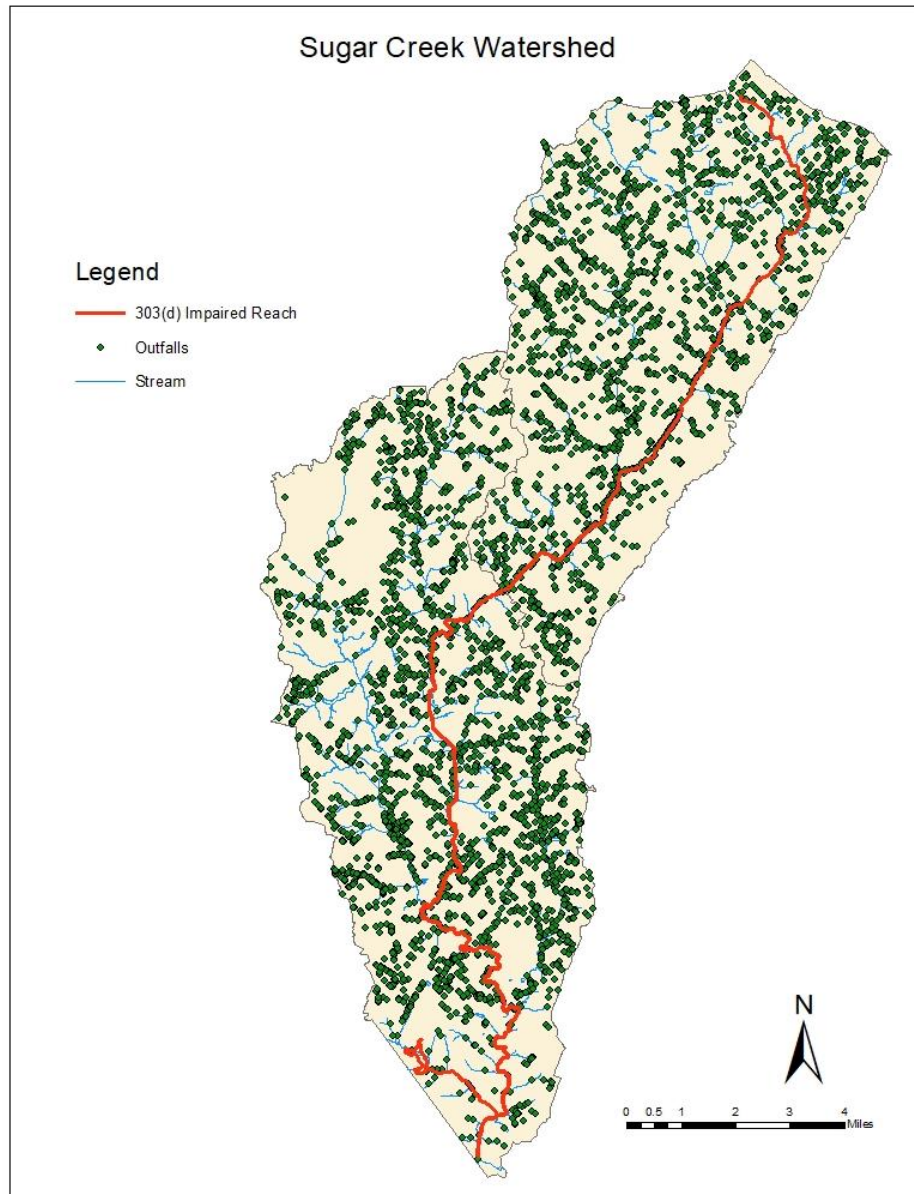 Sugar Creek Watershed
Legend
303(d) Impaired Reach
Outfalls
Stream
N
0 0.5 1 2 3 4
Miles